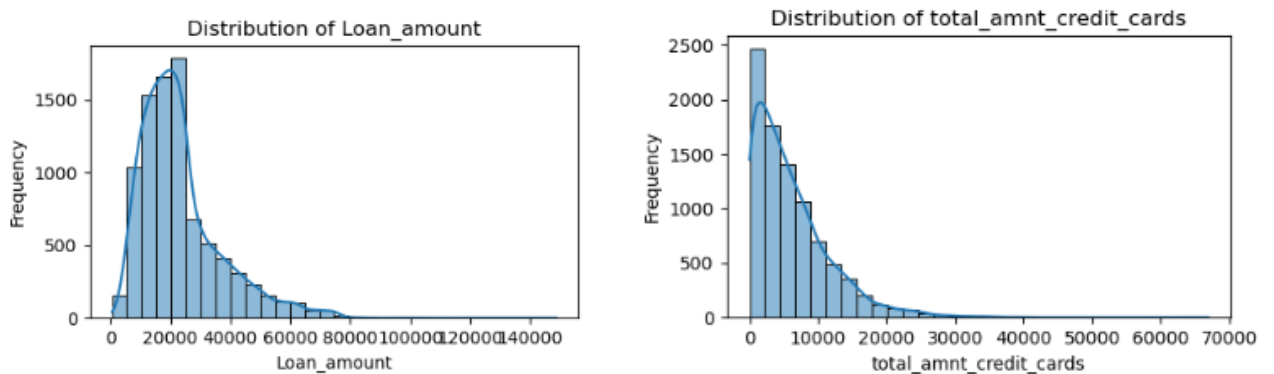 Distribution of Loan_amount
1500
1000
500
0
Frequency
0 20000 40000 60000 80000 100000 120000 140000
Loan_amount
Distribution of total_amnt_credit_cards
2500
2000
1500
1000
500
0
Frequency
0 10000 20000 30000 40000 50000 60000 70000
total_amnt_credit_cards